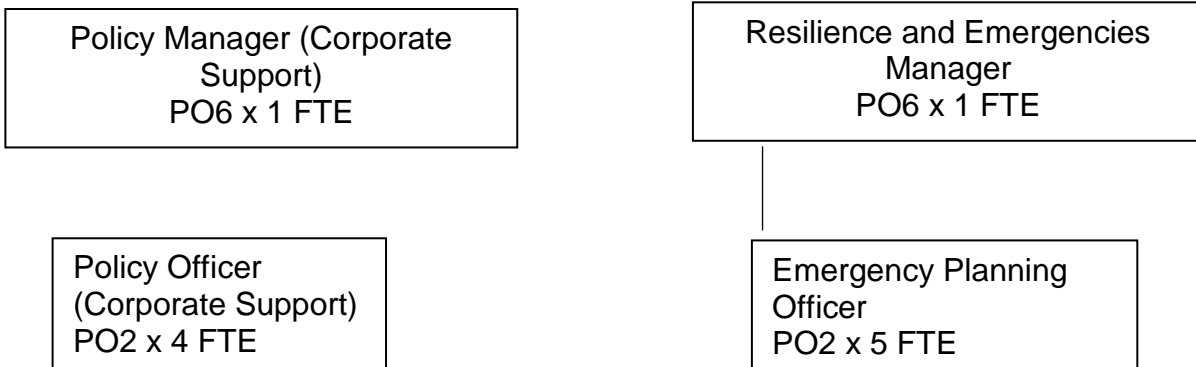 Policy Manager (Corporate
Support)
PO6 x 1 FTE
Resilience and Emergencies
Manager
PO6 x 1 FTE
Policy Officer
(Corporate Support)
PO2 x 4 FTE
Emergency Planning
Officer
PO2 x 5 FTE